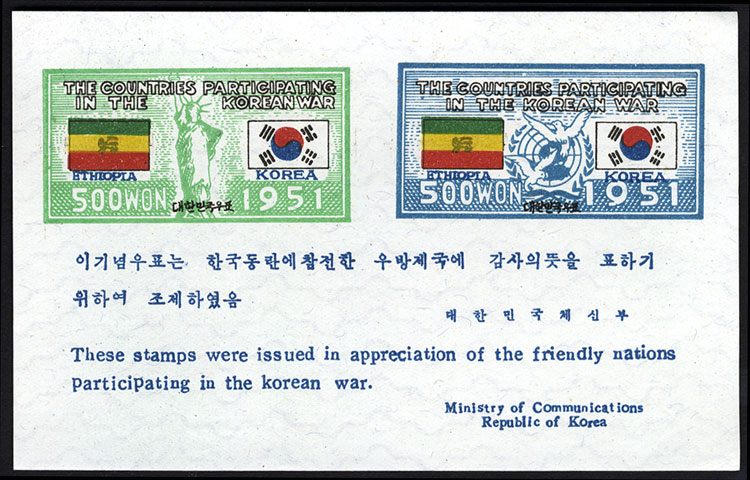 THE COUNTRIES PARTICIPATING
IN THE KOREAN WAR
ETHIOPIA
KOREA
500WON 1951
대한민국우표
THE COUNTRIES PARTICIPATING
IN THE KOREAN WAR
ETHIOPIA
KOREA
500WON 1951
대한민국우표
이기념우표는 한국동란에참전한 우방제국에 감사의뜻을 표하기
위하여 조제하였음
대한민국체신부
These stamps were issued in appreciation of the friendly nations
participating in the korean war.
Ministry of Communications
Republic of Korea